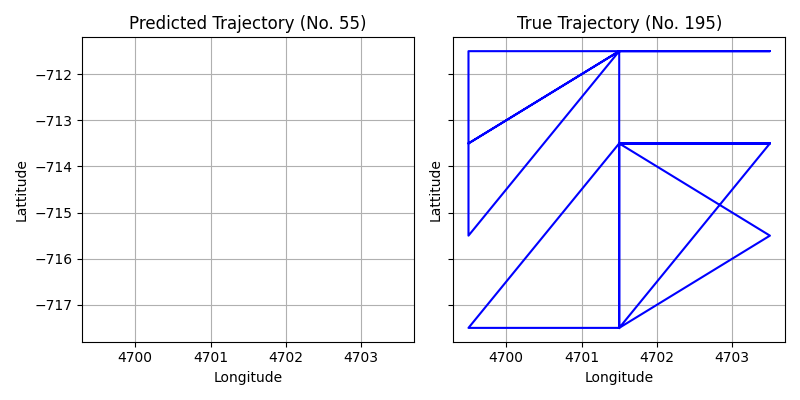 Predicted Trajectory (No. 55)
True Trajectory (No. 195)
Lattitude
−712
−713
−714
−715
−716
−717
4700
4701
4702
4703
Longitude
Lattitude
4700
4701
4702
4703
Longitude